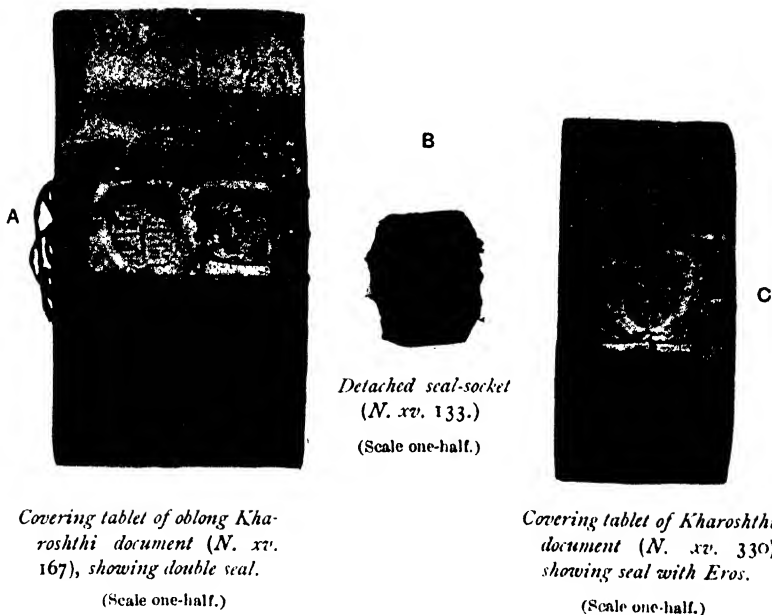 B
A
C
Detached seal-socket
(N. xv. 133.)
(Scale one-half.)
Covering tablet of oblong Kha-
roshthi document (N. xv.
167), showing double seal.
(Scale one-half.)
Covering tablet of Kharoshthi
document (N. xv. 330)
showing seal with Eros.
(Scale one-half.)